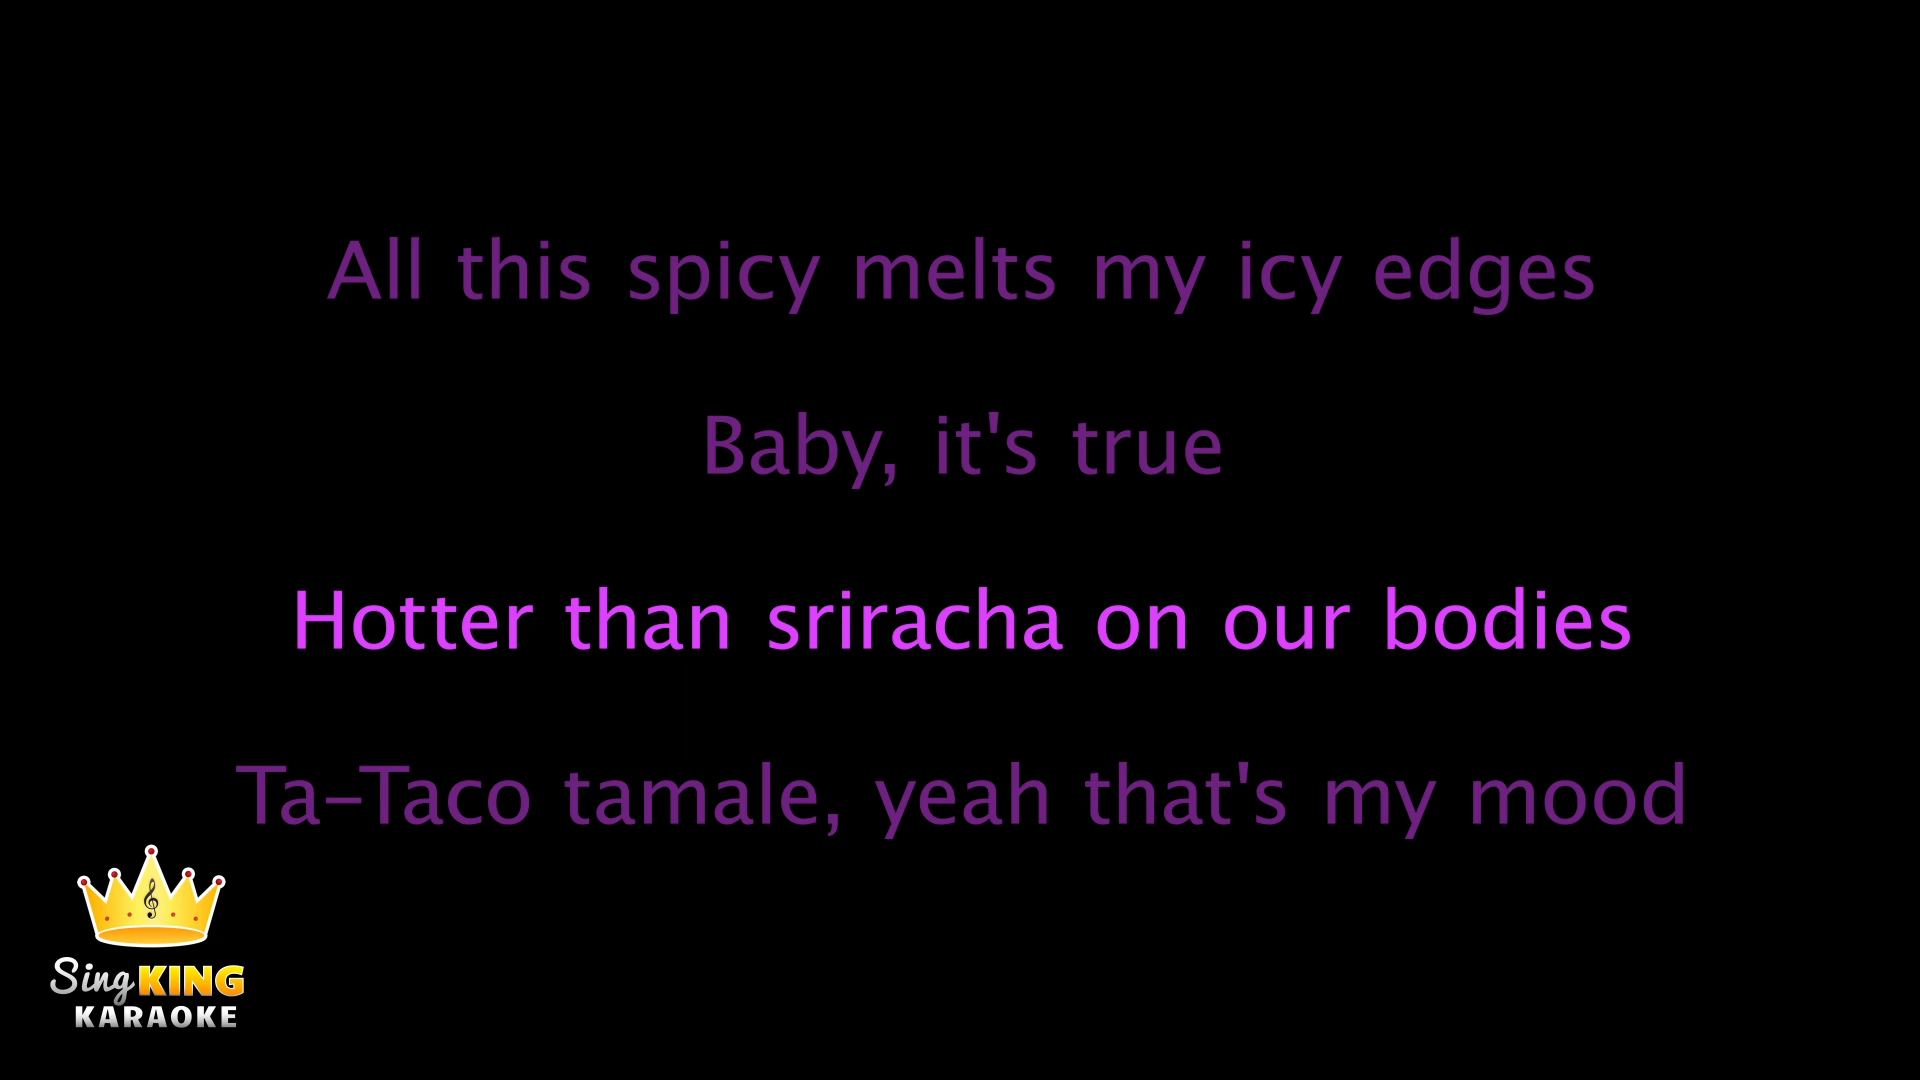 All this spicy melts my icy edges
Baby, it's true
Hotter than sriracha on our bodies
Ta-Taco tamale, yeah that's my mood
Sing KING
KARAOKE